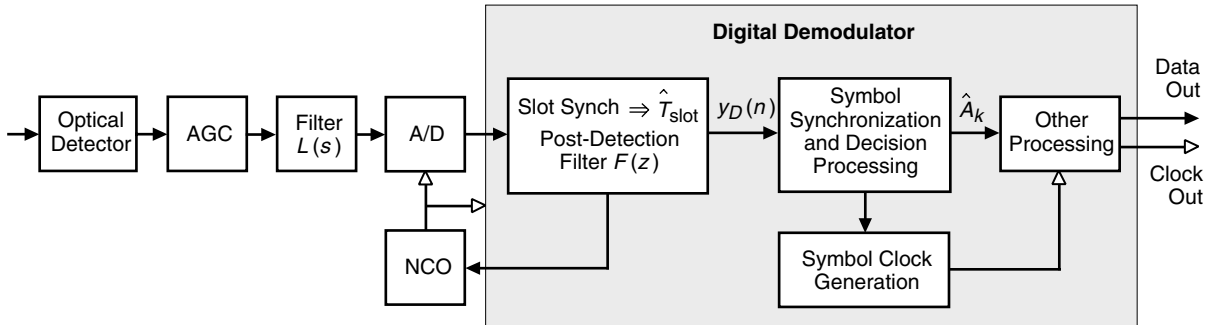 Digital Demodulator
Optical
Detector
AGC
Filter
L(s)
A/D
NCO
Slot Synch ⇒ T̂slot
Post-Detection
Filter F(z)
yD(n)
Symbol
Synchronization
and Decision
Processing
Âk
Symbol Clock
Generation
Other
Processing
Data
Out
Clock
Out